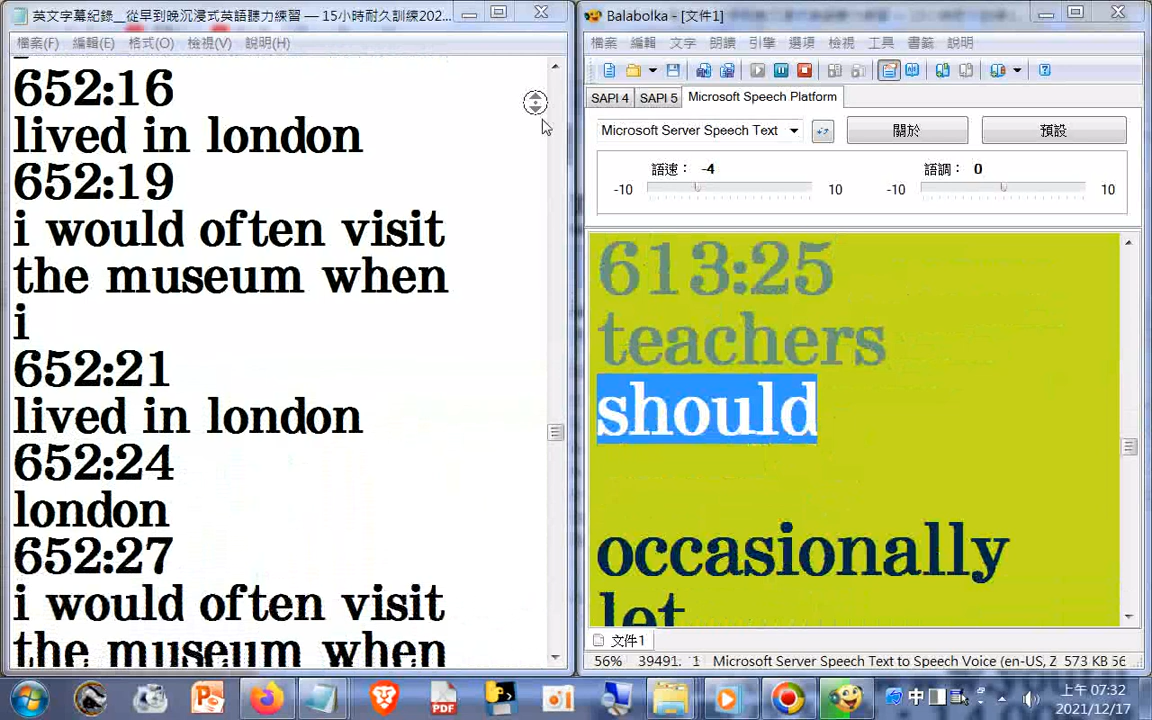 英文字幕紀錄__從早到晚沉浸式英語聽力練習 — 15小時耐久訓練202...
檔案(F) 編輯(E) 格式(O) 檢視(V) 說明(H)
652:16
lived in london
652:19
i would often visit
the museum when
i
652:21
lived in london
652:24
london
652:27
i would often visit
the museum when
Balabolka - [文件1]
檔案 編輯 文字 朗讀 引擎 選項 檢視 工具 書籤 說明
SAPI 4 SAPI 5 Microsoft Speech Platform
Microsoft Server Speech Text 關於 預設
語速： -4 語調： 0
-10 10 -10 10
613:25
teachers
should
occasionally
let
文件1
56% 39491: 1 Microsoft Server Speech Text to Speech Voice (en-US, Z 573 KB 56
PDF 中 上午 07:32
2021/12/17